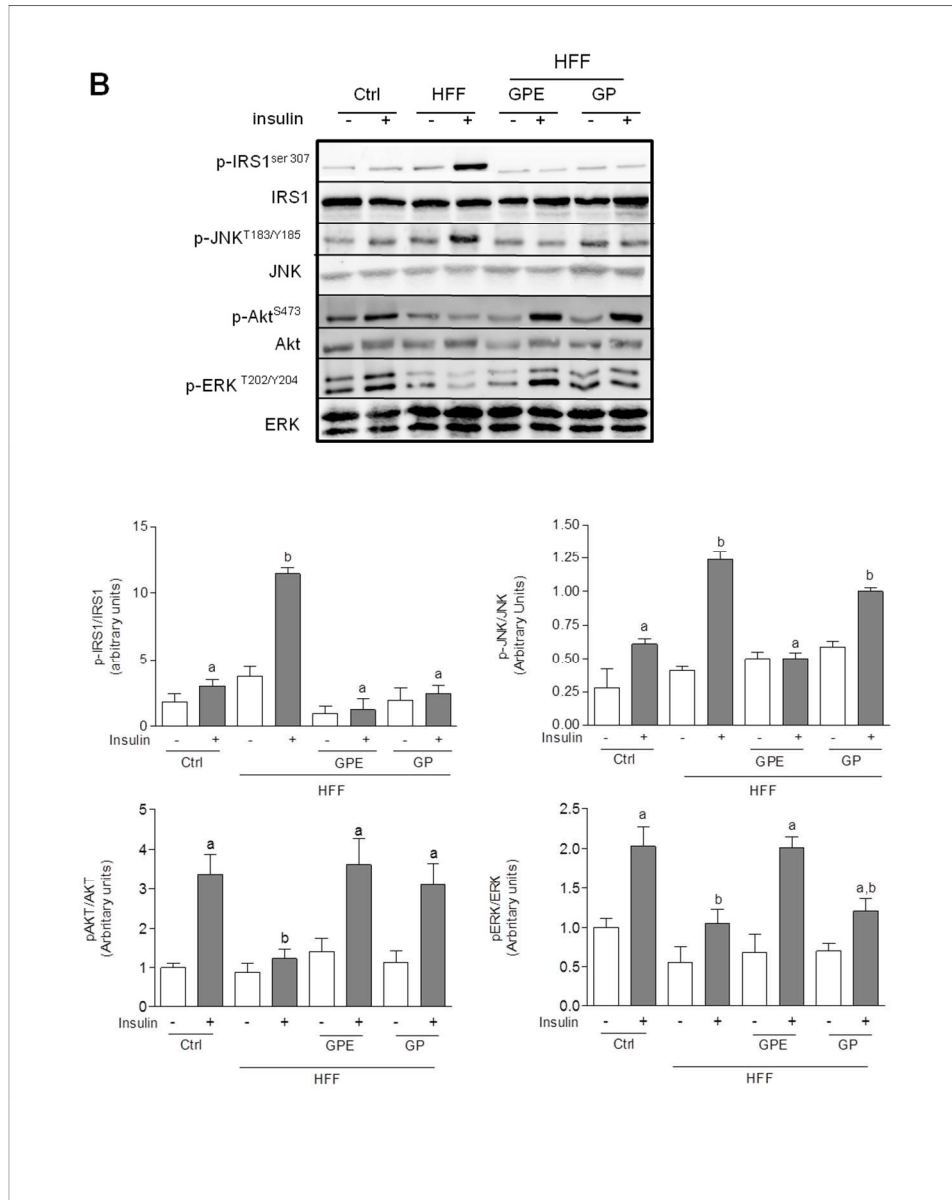 B
HFF
Ctrl HFF GPE GP
insulin - + - + - + - +
p-IRS1ser 307
IRS1
p-JNKT183/Y185
JNK
p-AktS473
Akt
p-ERK T202/Y204
ERK
p-IRS1/IRS1
(arbitrary units)
15
10
5
0
a
b
a
a
Insulin - + - + - + - +
Ctrl GPE GP
HFF
p-JNK/JNK
(Arbitrary Units)
1.50
1.25
1.00
0.75
0.50
0.25
0.00
a
b
a
b
Insulin - + - + - + - +
Ctrl GPE GP
HFF
pAKT/AKT
(Arbritary units)
5
4
3
2
1
0
a
b
a
a
Insulin - + - + - + - +
Ctrl GPE GP
HFF
pERK/ERK
(Arbritary units)
2.5
2.0
1.5
1.0
0.5
0.0
a
b
a
a,b
Insulin - + - + - + - +
Ctrl GPE GP
HFF